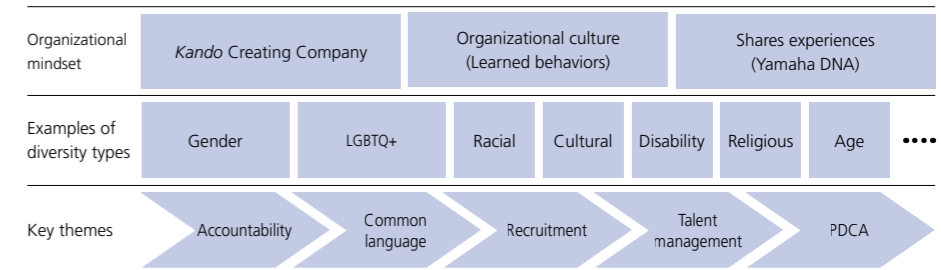 Organizational
mindset
Kando Creating Company
Organizational culture
(Learned behaviors)
Shares experiences
(Yamaha DNA)
Examples of
diversity types
Gender
LGBTQ+
Racial
Cultural
Disability
Religious
Age
••••
Key themes
Accountability
Common
language
Recruitment
Talent
management
PDCA